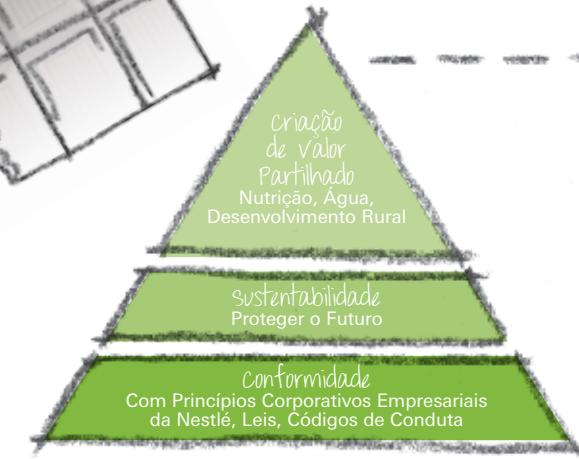 Criação
de Valor
Partilhado
Nutrição, Água,
Desenvolvimento Rural
Sustentabilidade
Proteger o Futuro
Conformidade
Com Princípios Corporativos Empresariais
da Nestlé, Leis, Códigos de Conduta